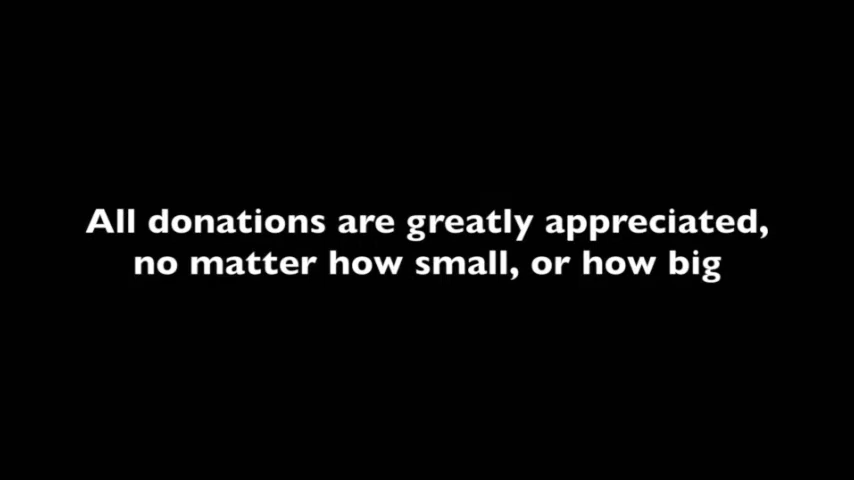 All donations are greatly appreciated,
no matter how small, or how big